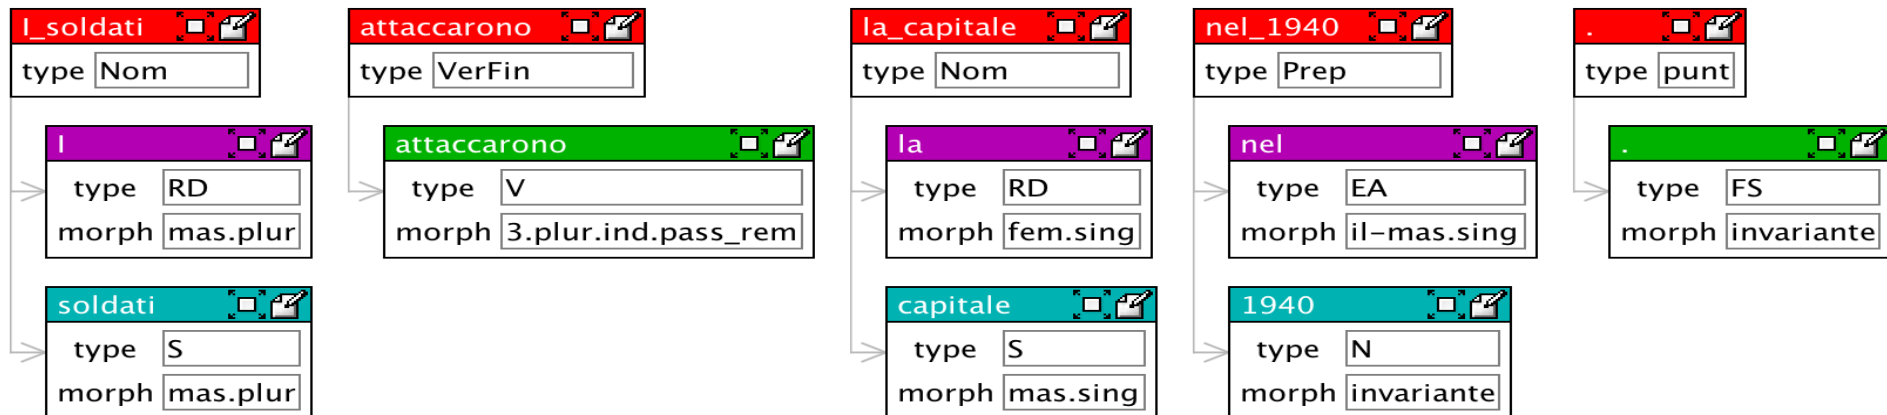 I_soldati attaccarono la_capitale nel_1940 .
type Nom type VerFin type Nom type Prep type punt
I attaccarono la nel .
type RD type V type RD type EA type FS
morph mas.plur morph 3.plur.ind.pass_rem morph fem.sing morph il-mas.sing morph invariante
soldati capitale 1940
type S type S type N
morph mas.plur morph mas.sing morph invariante